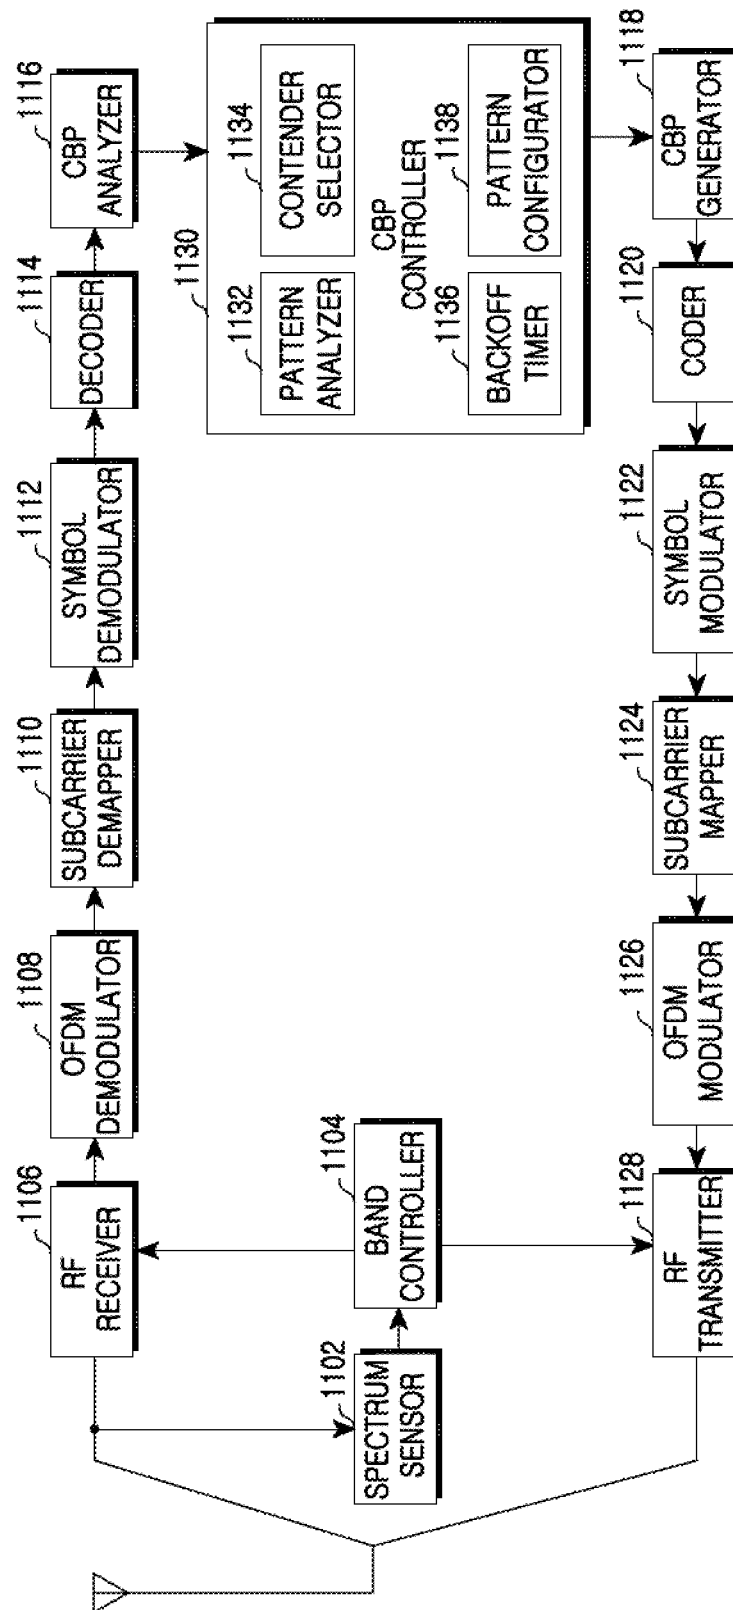 1106
RF
RECEIVER
1108
OFDM
DEMODULATOR
1110
SUBCARRIER
DEMAPPER
1112
SYMBOL
DEMODULATOR
1114
DECODER
1116
CBP
ANALYZER
1102
SPECTRUM
SENSOR
1104
BAND
CONTROLLER
1130
1132
PATTERN
ANALYZER
1134
CONTENDER
SELECTOR
CBP
CONTROLLER
1136
BACKOFF
TIMER
1138
PATTERN
CONFIGURATOR
1128
RF
TRANSMITTER
1126
OFDM
MODULATOR
1124
SUBCARRIER
MAPPER
1122
SYMBOL
MODULATOR
1120
CODER
1118
CBP
GENERATOR